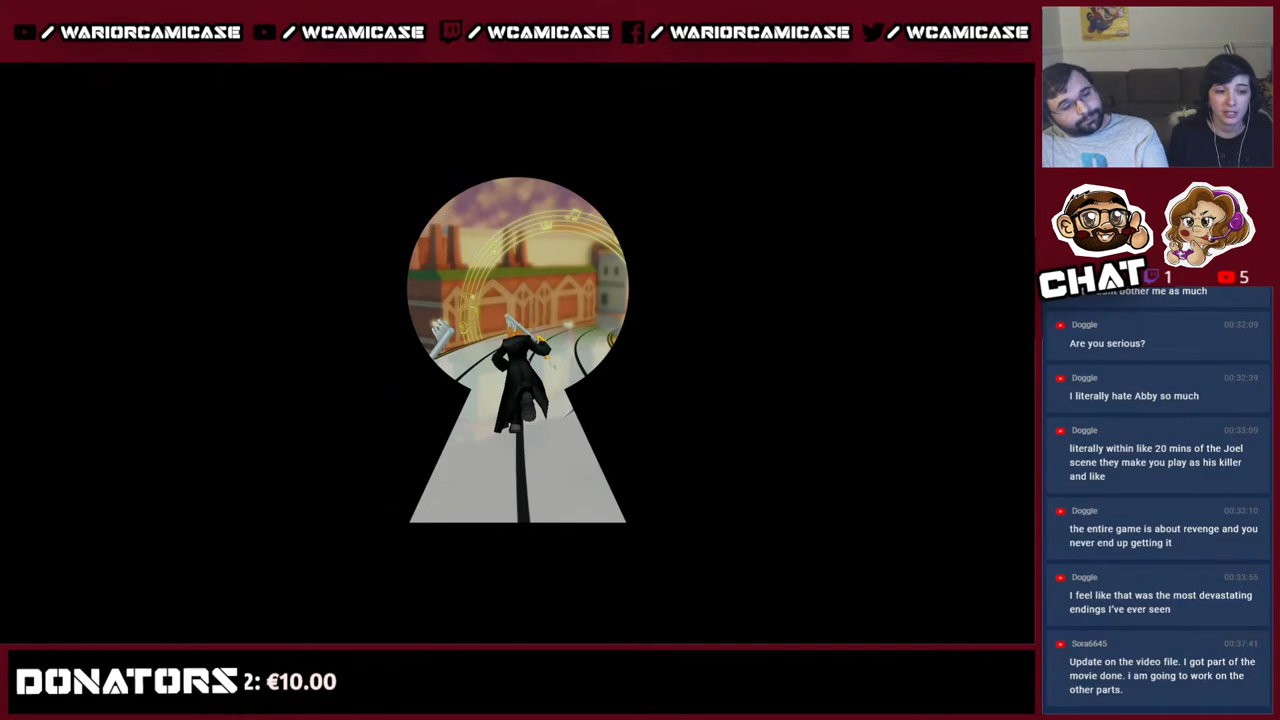 / WARIORCAMICASE / WCAMICASE / WCAMICASE / WARIORCAMICASE / WCAMICASE
CHAT 1 5
bother me as much
Doggle 00:32:09
Are you serious?
Doggle 00:32:39
I literally hate Abby so much
Doggle 00:33:09
literally within like 20 mins of the Joel
scene they make you play as his killer
and like
Doggle 00:33:10
the entire game is about revenge and you
never end up getting it
Doggle 00:33:55
I feel like that was the most devastating
endings I've ever seen
Sora6645 00:37:41
Update on the video file. I got part of the
movie done. i am going to work on the
other parts.
DONATORS 2: €10.00